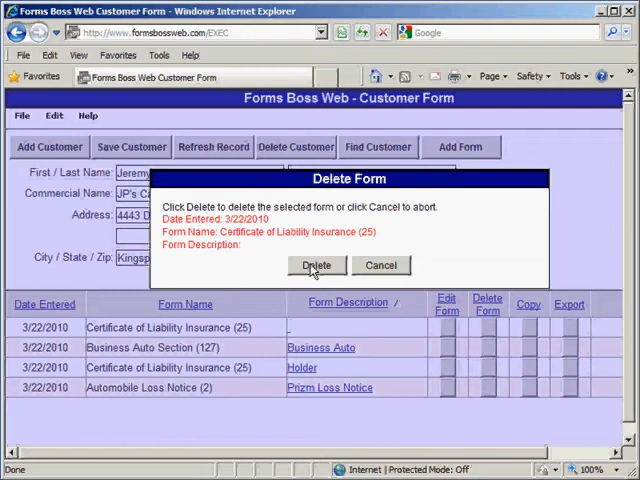 Forms Boss Web Customer Form - Windows Internet Explorer
http://www.formsbossweb.com/EXEC
Google
File Edit View Favorites Tools Help
Favorites Forms Boss Web Customer Form Page Safety Tools
Forms Boss Web - Customer Form
File Edit Help
Add Customer Save Customer Refresh Record Delete Customer Find Customer Add Form
First / Last Name: Jeremy
Commercial Name: JP's Ca
Address: 4443 D
City / State / Zip: Kingsp
Delete Form
Click Delete to delete the selected form or click Cancel to abort.
Date Entered: 3/22/2010
Form Name: Certificate of Liability Insurance (25)
Form Description:
Delete Cancel
Date Entered Form Name Form Description / Edit Form Delete Form Copy Export
3/22/2010 Certificate of Liability Insurance (25)
3/22/2010 Business Auto Section (127) Business Auto
3/22/2010 Certificate of Liability Insurance (25) Holder
3/22/2010 Automobile Loss Notice (2) Prizm Loss Notice
Done Internet | Protected Mode: Off 100%